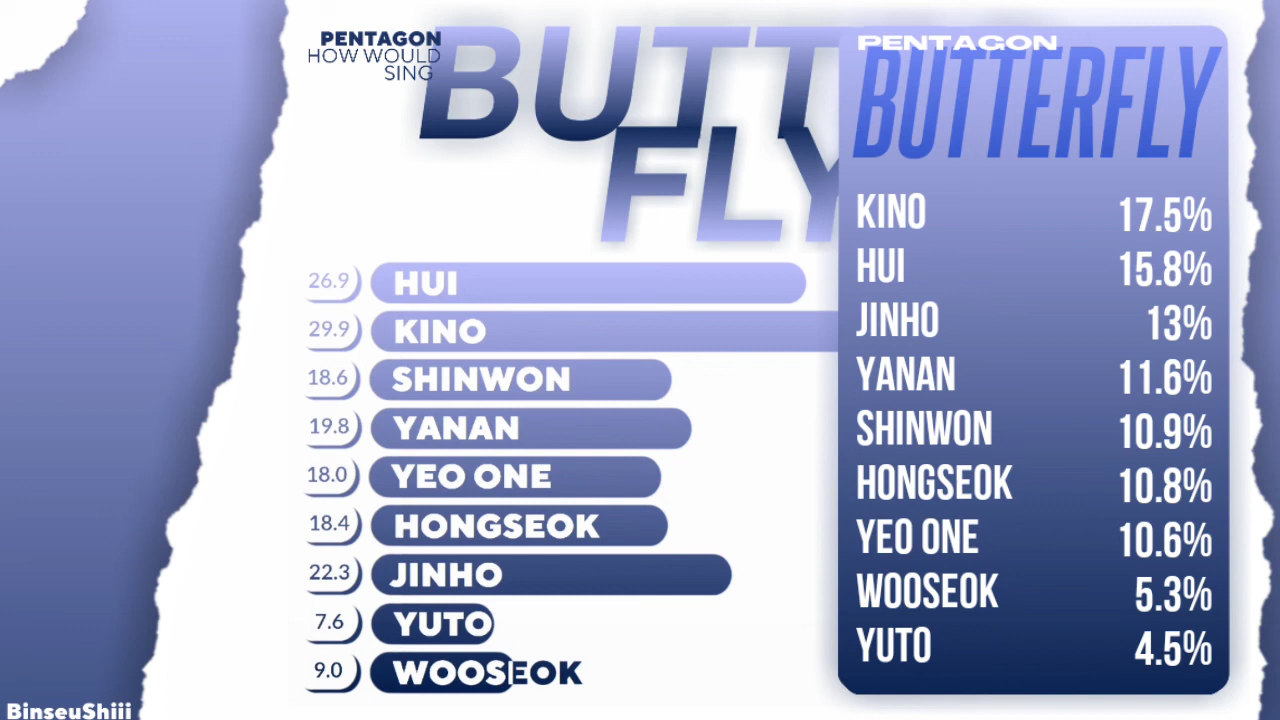 PENTAGON
HOW WOULD
SING
BUTT
FLY
26.9 HUI
29.9 KINO
18.6 SHINWON
19.8 YANAN
18.0 YEO ONE
18.4 HONGSEOK
22.3 JINHO
7.6 YUTO
9.0 WOOSEOK
PENTAGON
BUTTERFLY
KINO 17.5%
HUI 15.8%
JINHO 13%
YANAN 11.6%
SHINWON 10.9%
HONGSEOK 10.8%
YEO ONE 10.6%
WOOSEOK 5.3%
YUTO 4.5%
BinseuShiii